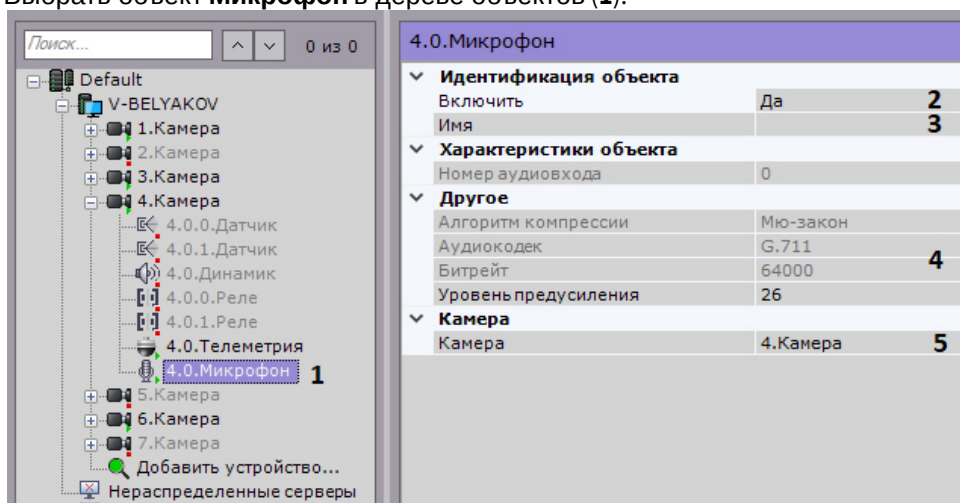 Выбрать объект Микрофон в дереве объектов (1).
Поиск...
0 из 0
Default
V-BELYAKOV
1.Камера
2.Камера
3.Камера
4.Камера
4.0.0.Датчик
4.0.1.Датчик
4.0.Динамик
4.0.0.Реле
4.0.1.Реле
4.0.Телеметрия
4.0.Микрофон 1
5.Камера
6.Камера
7.Камера
Добавить устройство...
Нераспределенные серверы
4.0.Микрофон
Идентификация объекта
Включить Да 2
Имя 3
Характеристики объекта
Номер аудиовхода 0
Другое
Алгоритм компрессии Мю-закон
Аудиокодек G.711
Битрейт 64000 4
Уровень предусиления 26
Камера
Камера 4.Камера 5